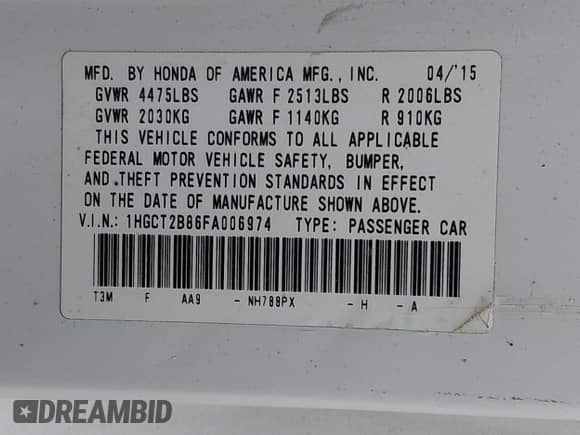 MFD. BY HONDA OF AMERICA MFG., INC. 04/'15
GVWR 4475LBS GAWR F 2513LBS R 2006LBS
GVWR 2030KG GAWR F 1140KG R 910KG
THIS VEHICLE CONFORMS TO ALL APPLICABLE
FEDERAL MOTOR VEHICLE SAFETY, BUMPER,
AND THEFT PREVENTION STANDARDS IN EFFECT
ON THE DATE OF MANUFACTURE SHOWN ABOVE.
V.I.N.: 1HGCT2B86FA006974 TYPE: PASSENGER CAR
T3M F AA9 - NH788PX - H - A
DREAMBID